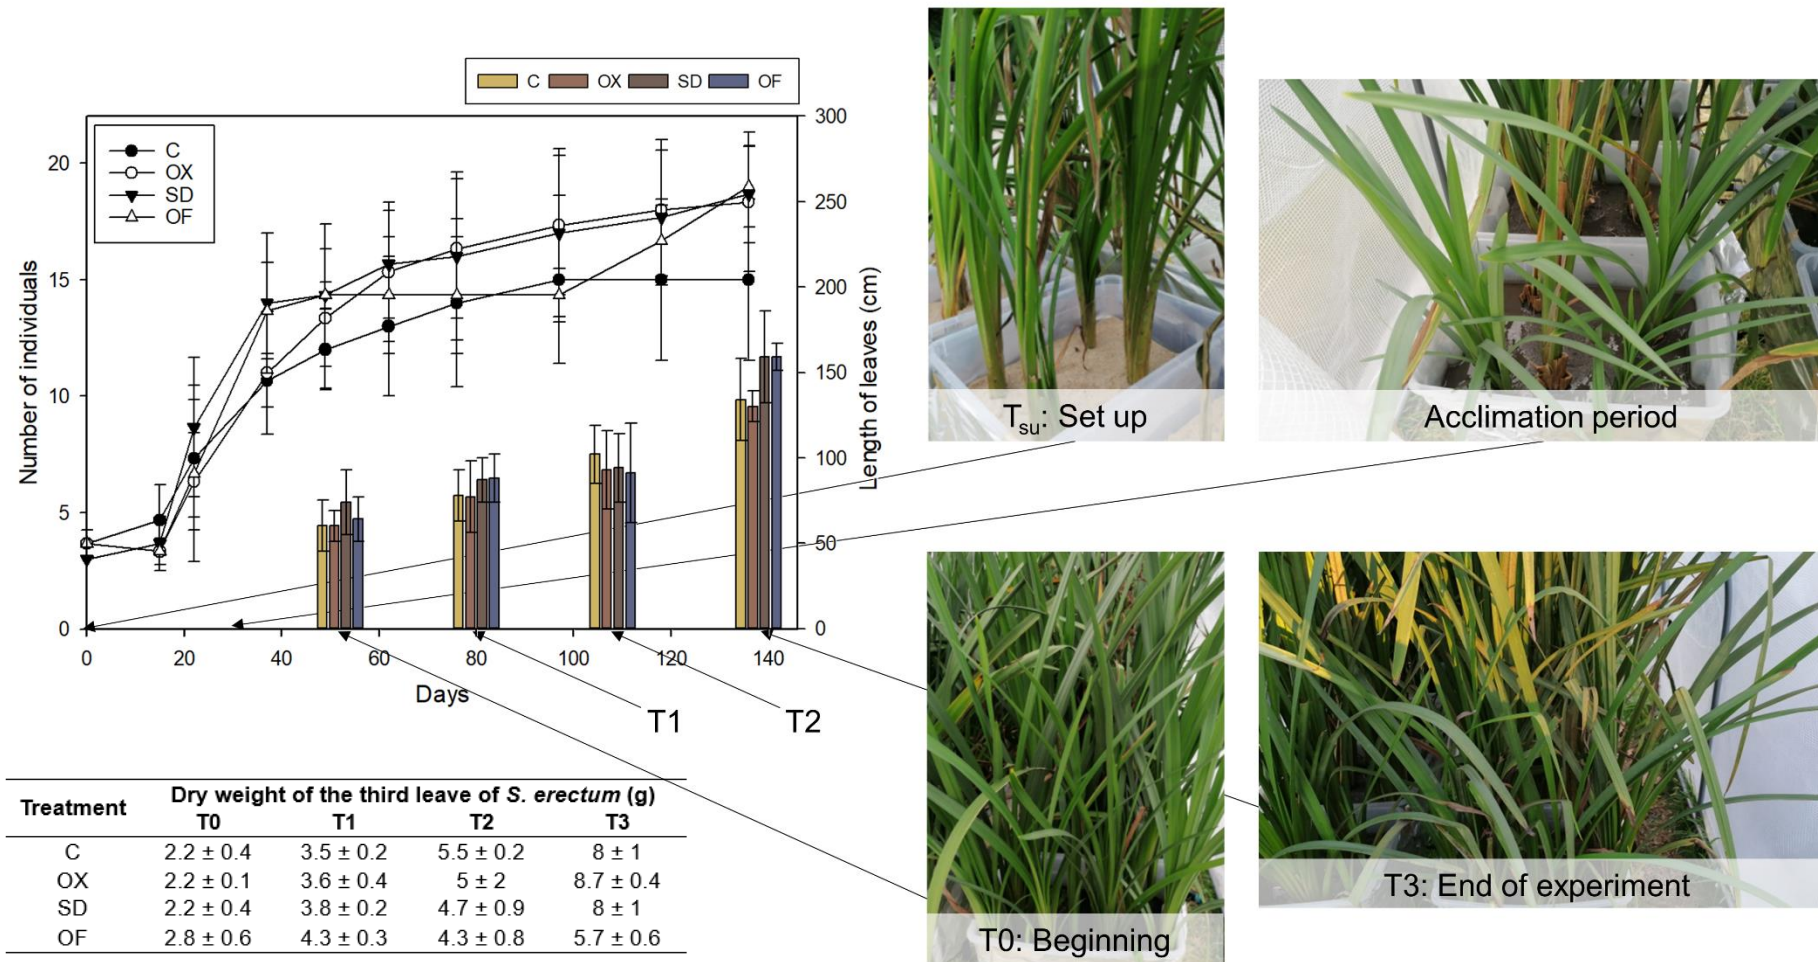 C OX SD OF
C
OX
SD
OF
Number of individuals
20
15
10
5
0
300
250
200
150
100
50
0
Length of leaves (cm)
0 20 40 60 80 100 120 140
Days
T1 T2
Tsu: Set up
Acclimation period
T0: Beginning
T3: End of experiment
Treatment Dry weight of the third leave of S. erectum (g)
T0 T1 T2 T3
C 2.2 ± 0.4 3.5 ± 0.2 5.5 ± 0.2 8 ± 1
OX 2.2 ± 0.1 3.6 ± 0.4 5 ± 2 8.7 ± 0.4
SD 2.2 ± 0.4 3.8 ± 0.2 4.7 ± 0.9 8 ± 1
OF 2.8 ± 0.6 4.3 ± 0.3 4.3 ± 0.8 5.7 ± 0.6